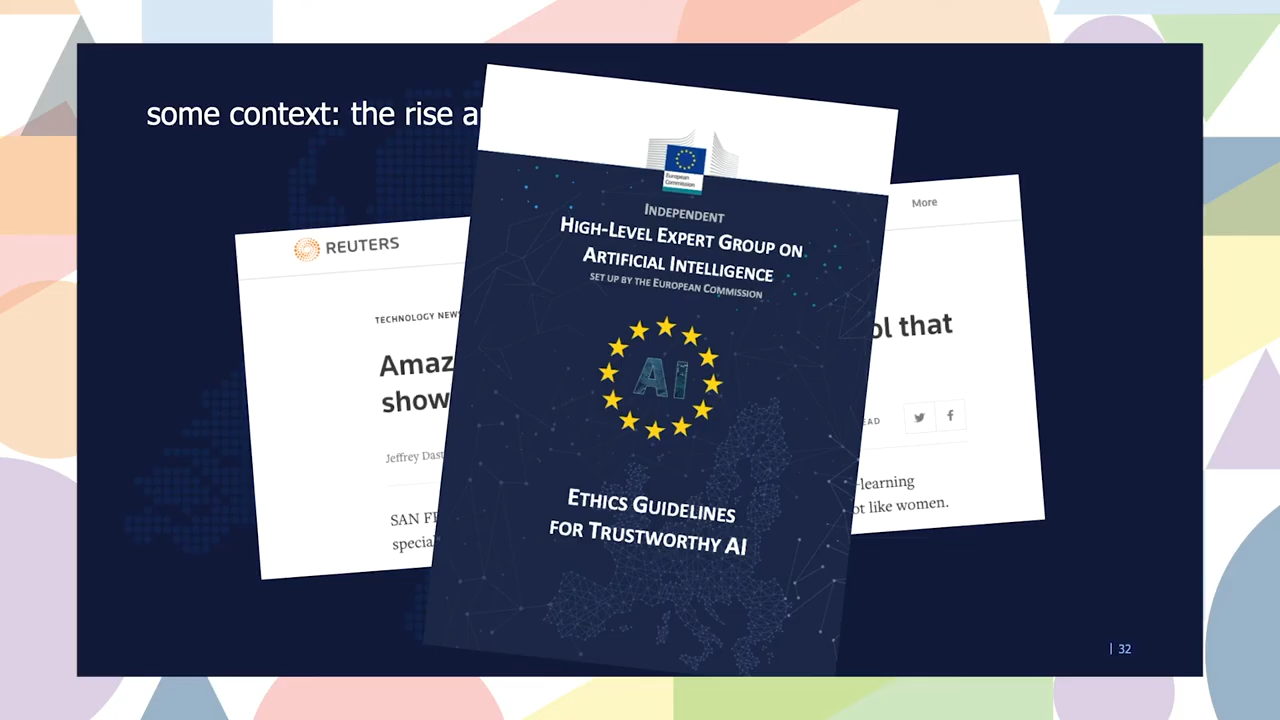 some context: the rise a
European
Commission
INDEPENDENT
HIGH-LEVEL EXPERT GROUP ON
ARTIFICIAL INTELLIGENCE
SET UP BY THE EUROPEAN COMMISSION
AI
ETHICS GUIDELINES
FOR TRUSTWORTHY AI
REUTERS
TECHNOLOGY NEWS
Amaz
show
Jeffrey Dast
SAN FR
special
More
ol that
EAD
-learning
ot like women.
| 32